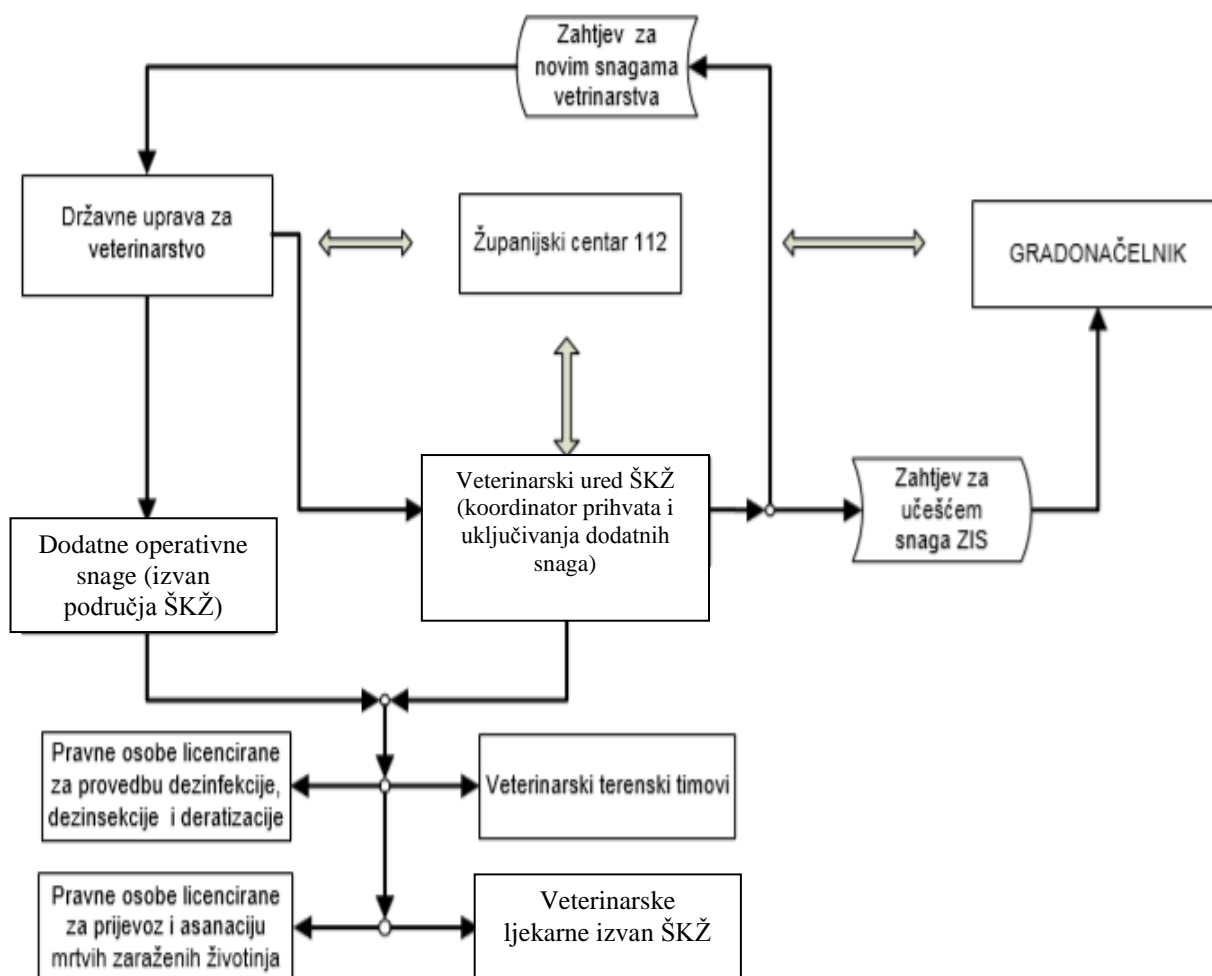 Zahtjev za
novim snagama
vetrinarstva
Državne uprava za
veterinarstvo
Županijski centar 112
GRADONAČELNIK
Veterinarski ured ŠKŽ
(koordinator prihvata i
uključivanja dodatnih
snaga)
Zahtjev za
učešćem
snaga ZIS
Dodatne operativne
snage (izvan
područja ŠKŽ)
Pravne osobe licencirane
za provedbu dezinfekcije,
dezinsekcije i deratizacije
Veterinarski terenski timovi
Pravne osobe licencirane
za prijevoz i asanaciju
mrtvih zaraženih životinja
Veterinarske
ljekarne izvan ŠKŽ